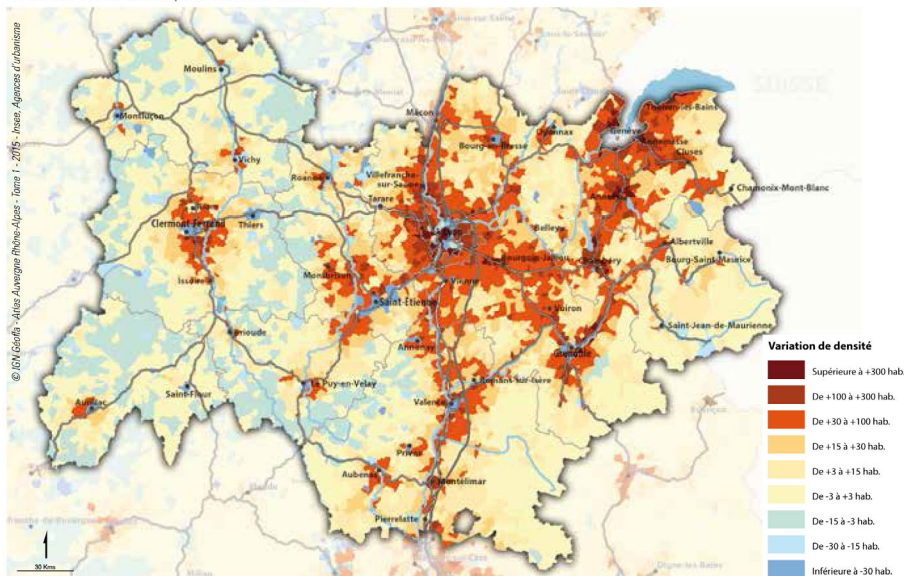 © IGN Géofla - Atlas Auvergne Rhône-Alpes - Tome 1 - 2015 - Insee, Agences d'urbanisme
SUISSE
Moulins
Montluçon
Mâcon
Thonon-les-Bains
Genève
Annemasse
Oyonnax
Bourg-en-Bresse
Cluses
Vichy
Roanne
Villefranche-
sur-Saône
Chamonix-Mont-Blanc
Annecy
Tarare
Clermont-Ferrand
Thiers
Lyon
Belley
Albertville
Bourg-Saint-Maurice
Bourgoin-Jallieu
Chambéry
Montbrison
Issoire
Vienne
Saint-Étienne
Voiron
Saint-Jean-de-Maurienne
Brioude
Annonay
Grenoble
Le Puy-en-Velay
Romans-sur-Isère
Saint-Flour
Aurillac
Valence
Privas
Aubenas
Montelimar
Pierrelatte
Digne-les-Bains
30 Kms
Variation de densité
Supérieure à +300 hab.
De +100 à +300 hab.
De +30 à +100 hab.
De +15 à +30 hab.
De +3 à +15 hab.
De -3 à +3 hab.
De -15 à -3 hab.
De -30 à -15 hab.
Inférieure à -30 hab.